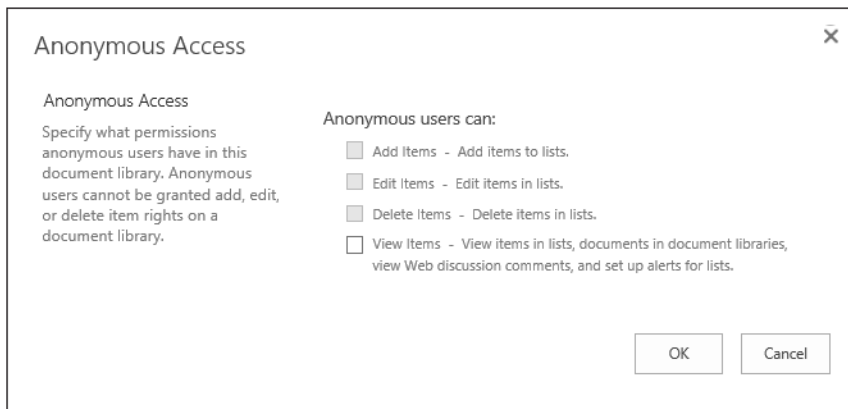 Anonymous Access
Anonymous Access
Specify what permissions
anonymous users have in this
document library. Anonymous
users cannot be granted add, edit,
or delete item rights on a
document library.
Anonymous users can:
Add Items - Add items to lists.
Edit Items - Edit items in lists.
Delete Items - Delete items in lists.
View Items - View items in lists, documents in document libraries,
view Web discussion comments, and set up alerts for lists.
OK
Cancel